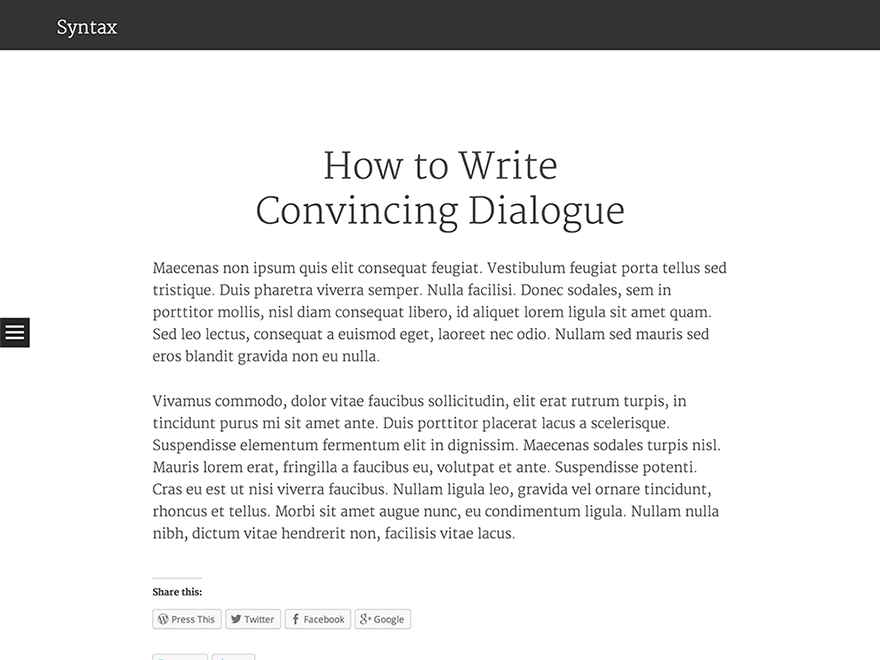 Syntax
How to Write
Convincing Dialogue
Maecenas non ipsum quis elit consequat feugiat. Vestibulum feugiat porta tellus sed
tristique. Duis pharetra viverra semper. Nulla facilisi. Donec sodales, sem in
porttitor mollis, nisl diam consequat libero, id aliquet lorem ligula sit amet quam.
Sed leo lectus, consequat a euismod eget, laoreet nec odio. Nullam sed mauris sed
eros blandit gravida non eu nulla.
Vivamus commodo, dolor vitae faucibus sollicitudin, elit erat rutrum turpis, in
tincidunt purus mi sit amet ante. Duis porttitor placerat lacus a scelerisque.
Suspendisse elementum fermentum elit in dignissim. Maecenas sodales turpis nisl.
Mauris lorem erat, fringilla a faucibus eu, volutpat et ante. Suspendisse potenti.
Cras eu est ut nisi viverra faucibus. Nullam ligula leo, gravida vel ornare tincidunt,
rhoncus et tellus. Morbi sit amet augue nunc, eu condimentum ligula. Nullam nulla
nibh, dictum vitae hendrerit non, facilisis vitae lacus.
Share this:
Press This Twitter Facebook Google